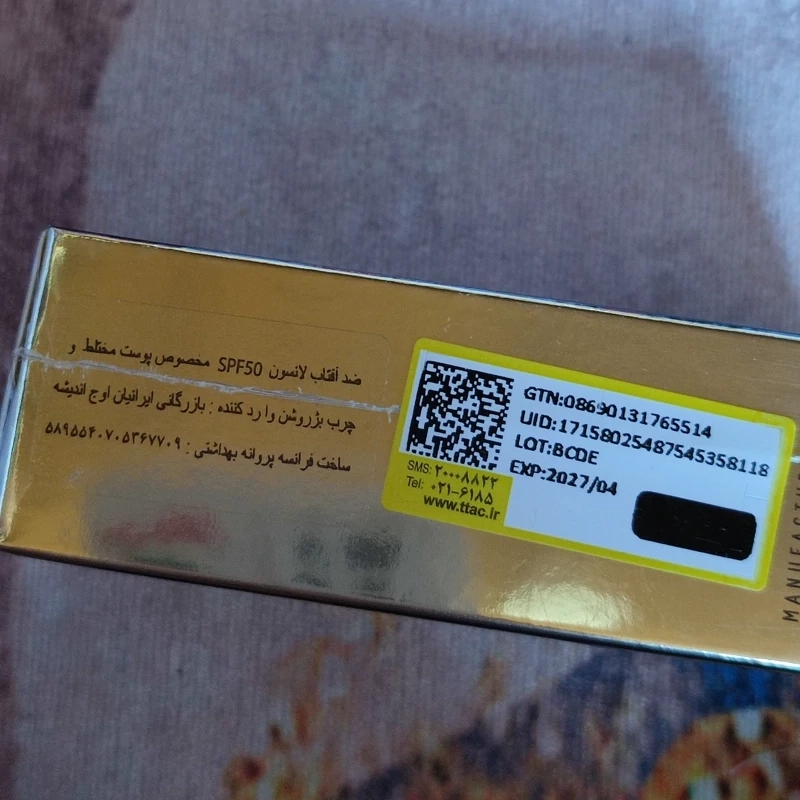 ضد آفتاب لانسون SPF50 مخصوص پوست مختلط و
چرب بژروشن وا رد کننده : بازرگانی ایرانیان اوج اندیشه
ساخت فرانسه پروانه بهداشتی : ۵۸۹۵۵۴۰۷۰۵۳۶۷۷۰۹
GTN:08690131765514
UID:17158025487545358118
LOT:BCDE
EXP:2027/04
SMS: ۲۰۰۰۸۸۲۲
Tel: ۰۲۱-۶۱۸۵
www.ttac.ir